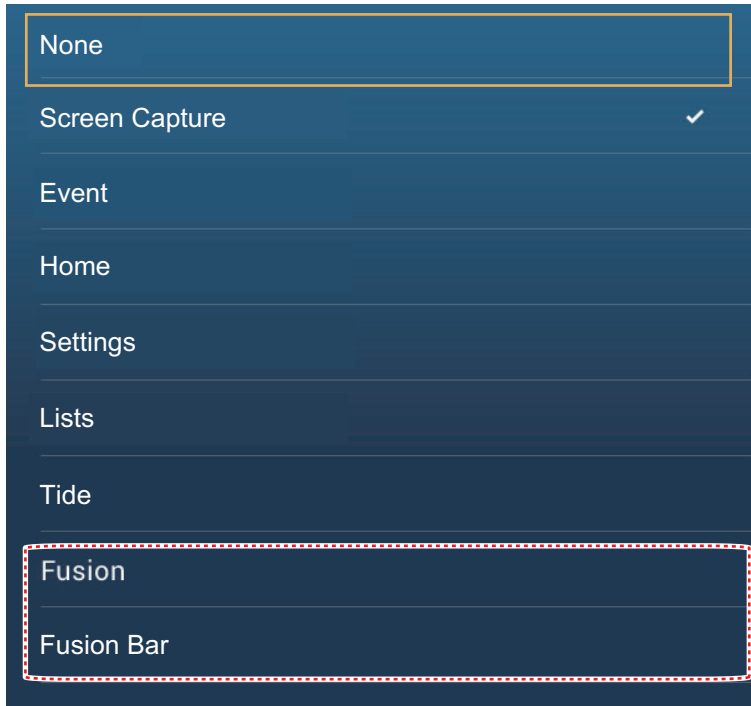 None
Screen Capture
Event
Home
Settings
Lists
Tide
Fusion
Fusion Bar